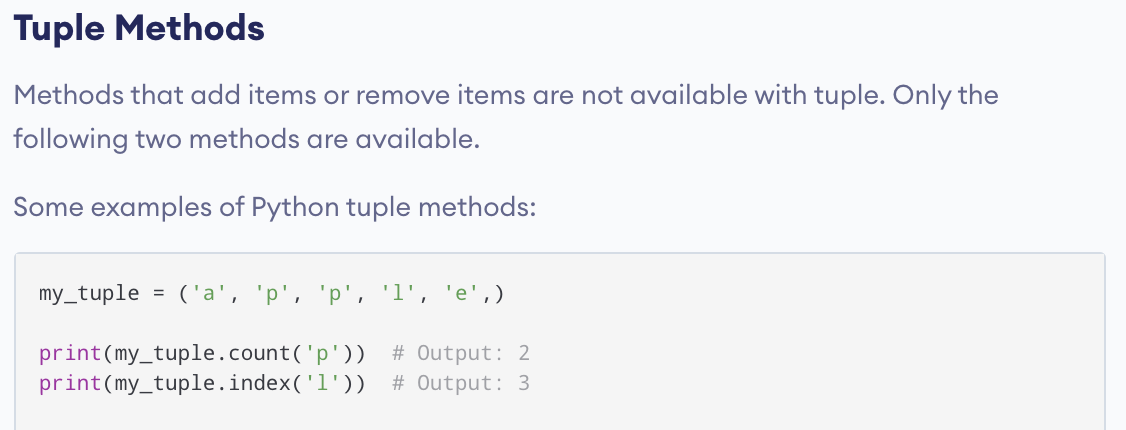 Tuple Methods
Methods that add items or remove items are not available with tuple. Only the
following two methods are available.
Some examples of Python tuple methods:
my_tuple = ('a', 'p', 'p', 'l', 'e',)
print(my_tuple.count('p'))  # Output: 2
print(my_tuple.index('l'))  # Output: 3